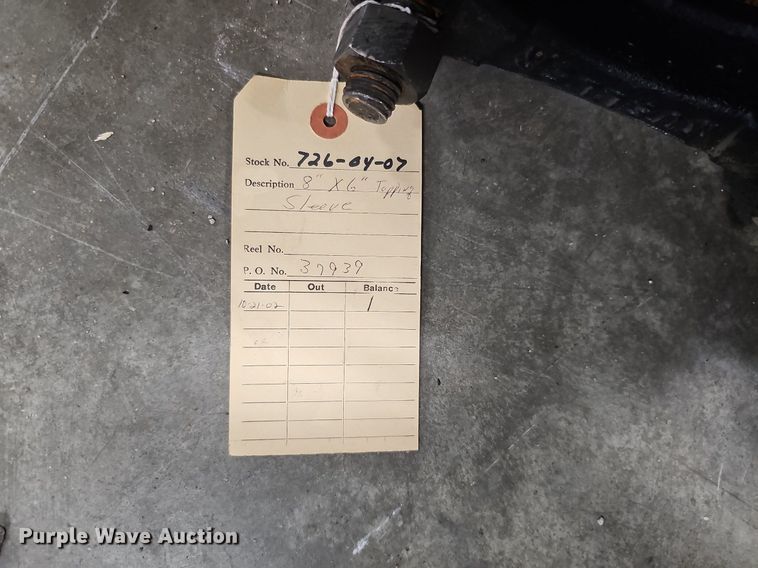 Stock No. 726-04-07
Description 8" X 6" Tapping
Sleeve
Reel No.
P. O. No. 37939
Date Out Balance
10-21-02 1
Purple Wave Auction